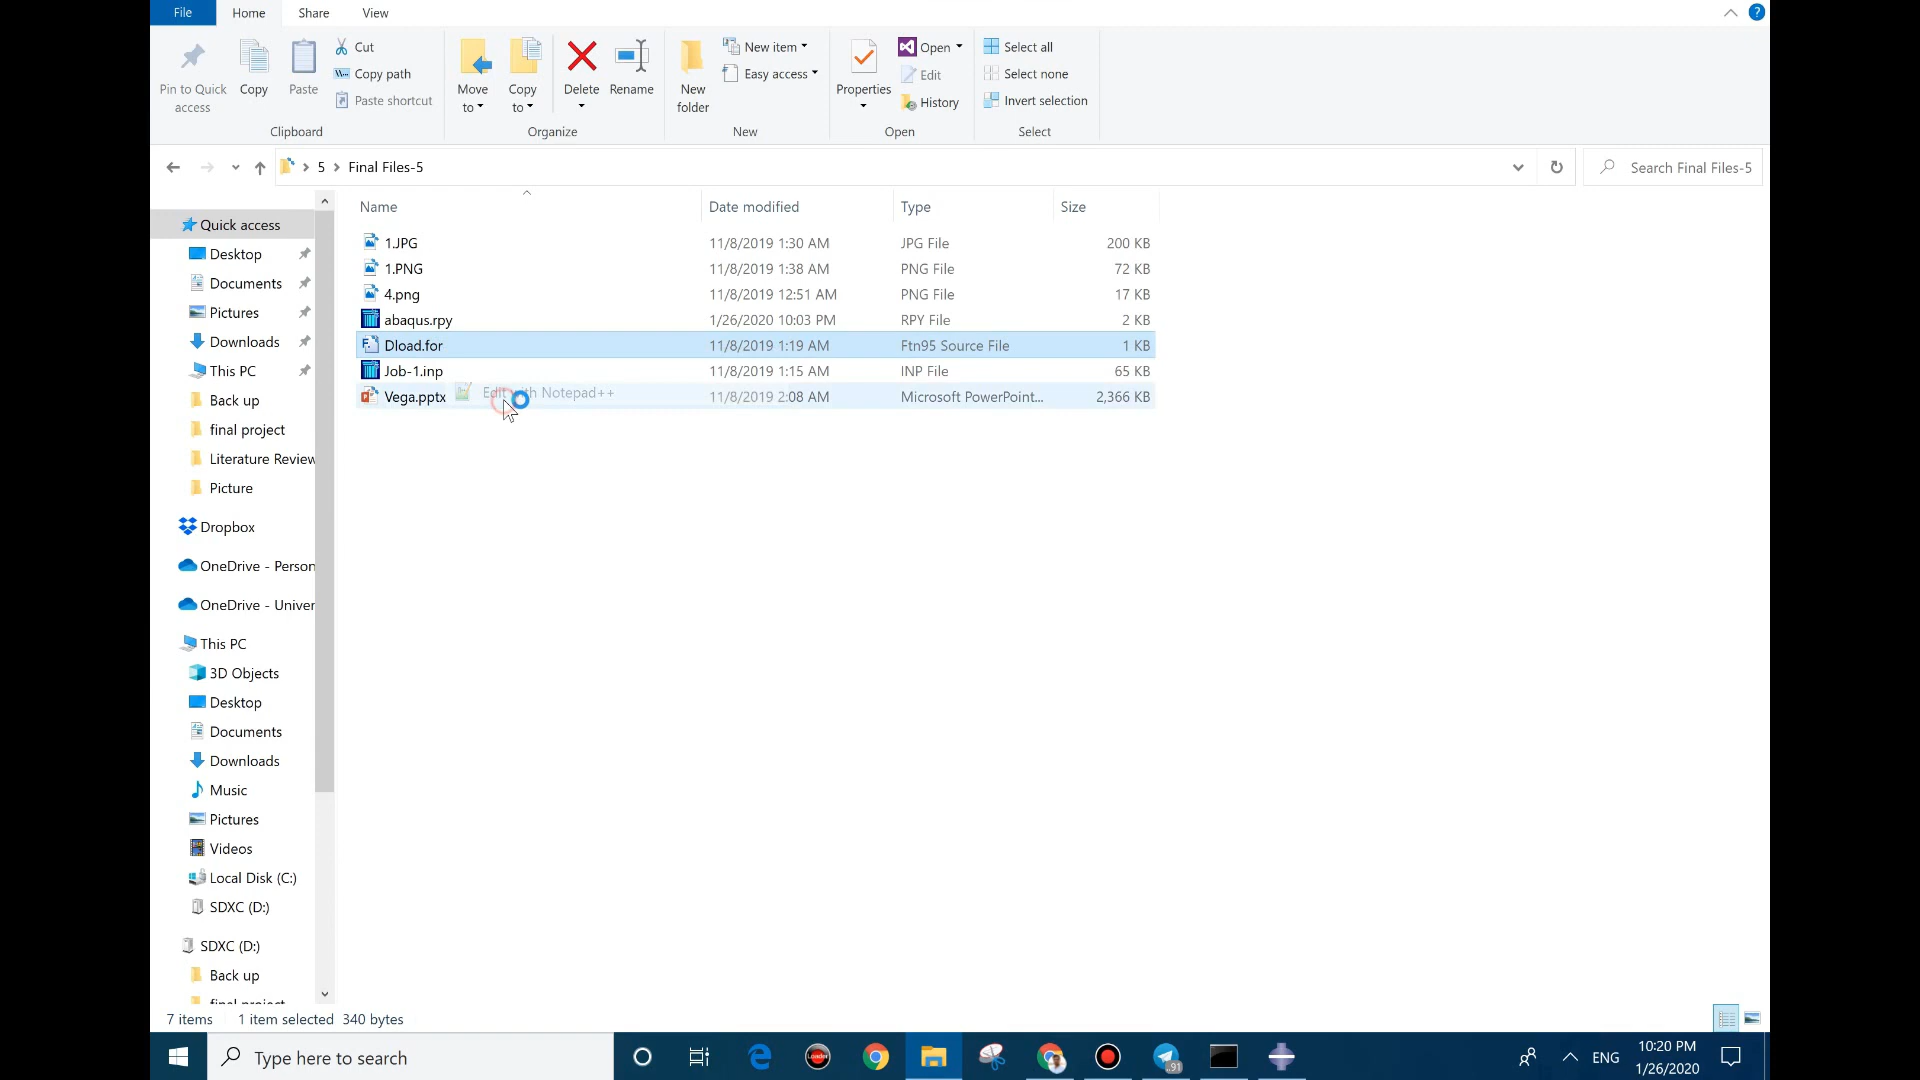 File Home Share View
Pin to Quick access
Copy
Paste
Cut
Copy path
Paste shortcut
Clipboard
Move to
Copy to
Delete
Rename
Organize
New folder
New item
Easy access
New
Properties
Open
Edit
History
Open
Select all
Select none
Invert selection
Select
5 Final Files-5
Search Final Files-5
Name Date modified Type Size
1.JPG 11/8/2019 1:30 AM JPG File 200 KB
1.PNG 11/8/2019 1:38 AM PNG File 72 KB
4.png 11/8/2019 12:51 AM PNG File 17 KB
abaqus.rpy 1/26/2020 10:03 PM RPY File 2 KB
Dload.for 11/8/2019 1:19 AM Ftn95 Source File 1 KB
Job-1.inp 11/8/2019 1:15 AM INP File 65 KB
Vega.pptx 11/8/2019 2:08 AM Microsoft PowerPoint... 2,366 KB
Edit with Notepad++
Quick access
Desktop
Documents
Pictures
Downloads
This PC
Back up
final project
Literature Review
Picture
Dropbox
OneDrive - Person
OneDrive - Univer
This PC
3D Objects
Desktop
Documents
Downloads
Music
Pictures
Videos
Local Disk (C:)
SDXC (D:)
SDXC (D:)
Back up
final project
7 items 1 item selected 340 bytes
Type here to search
Loader
91
ENG
10:20 PM
1/26/2020